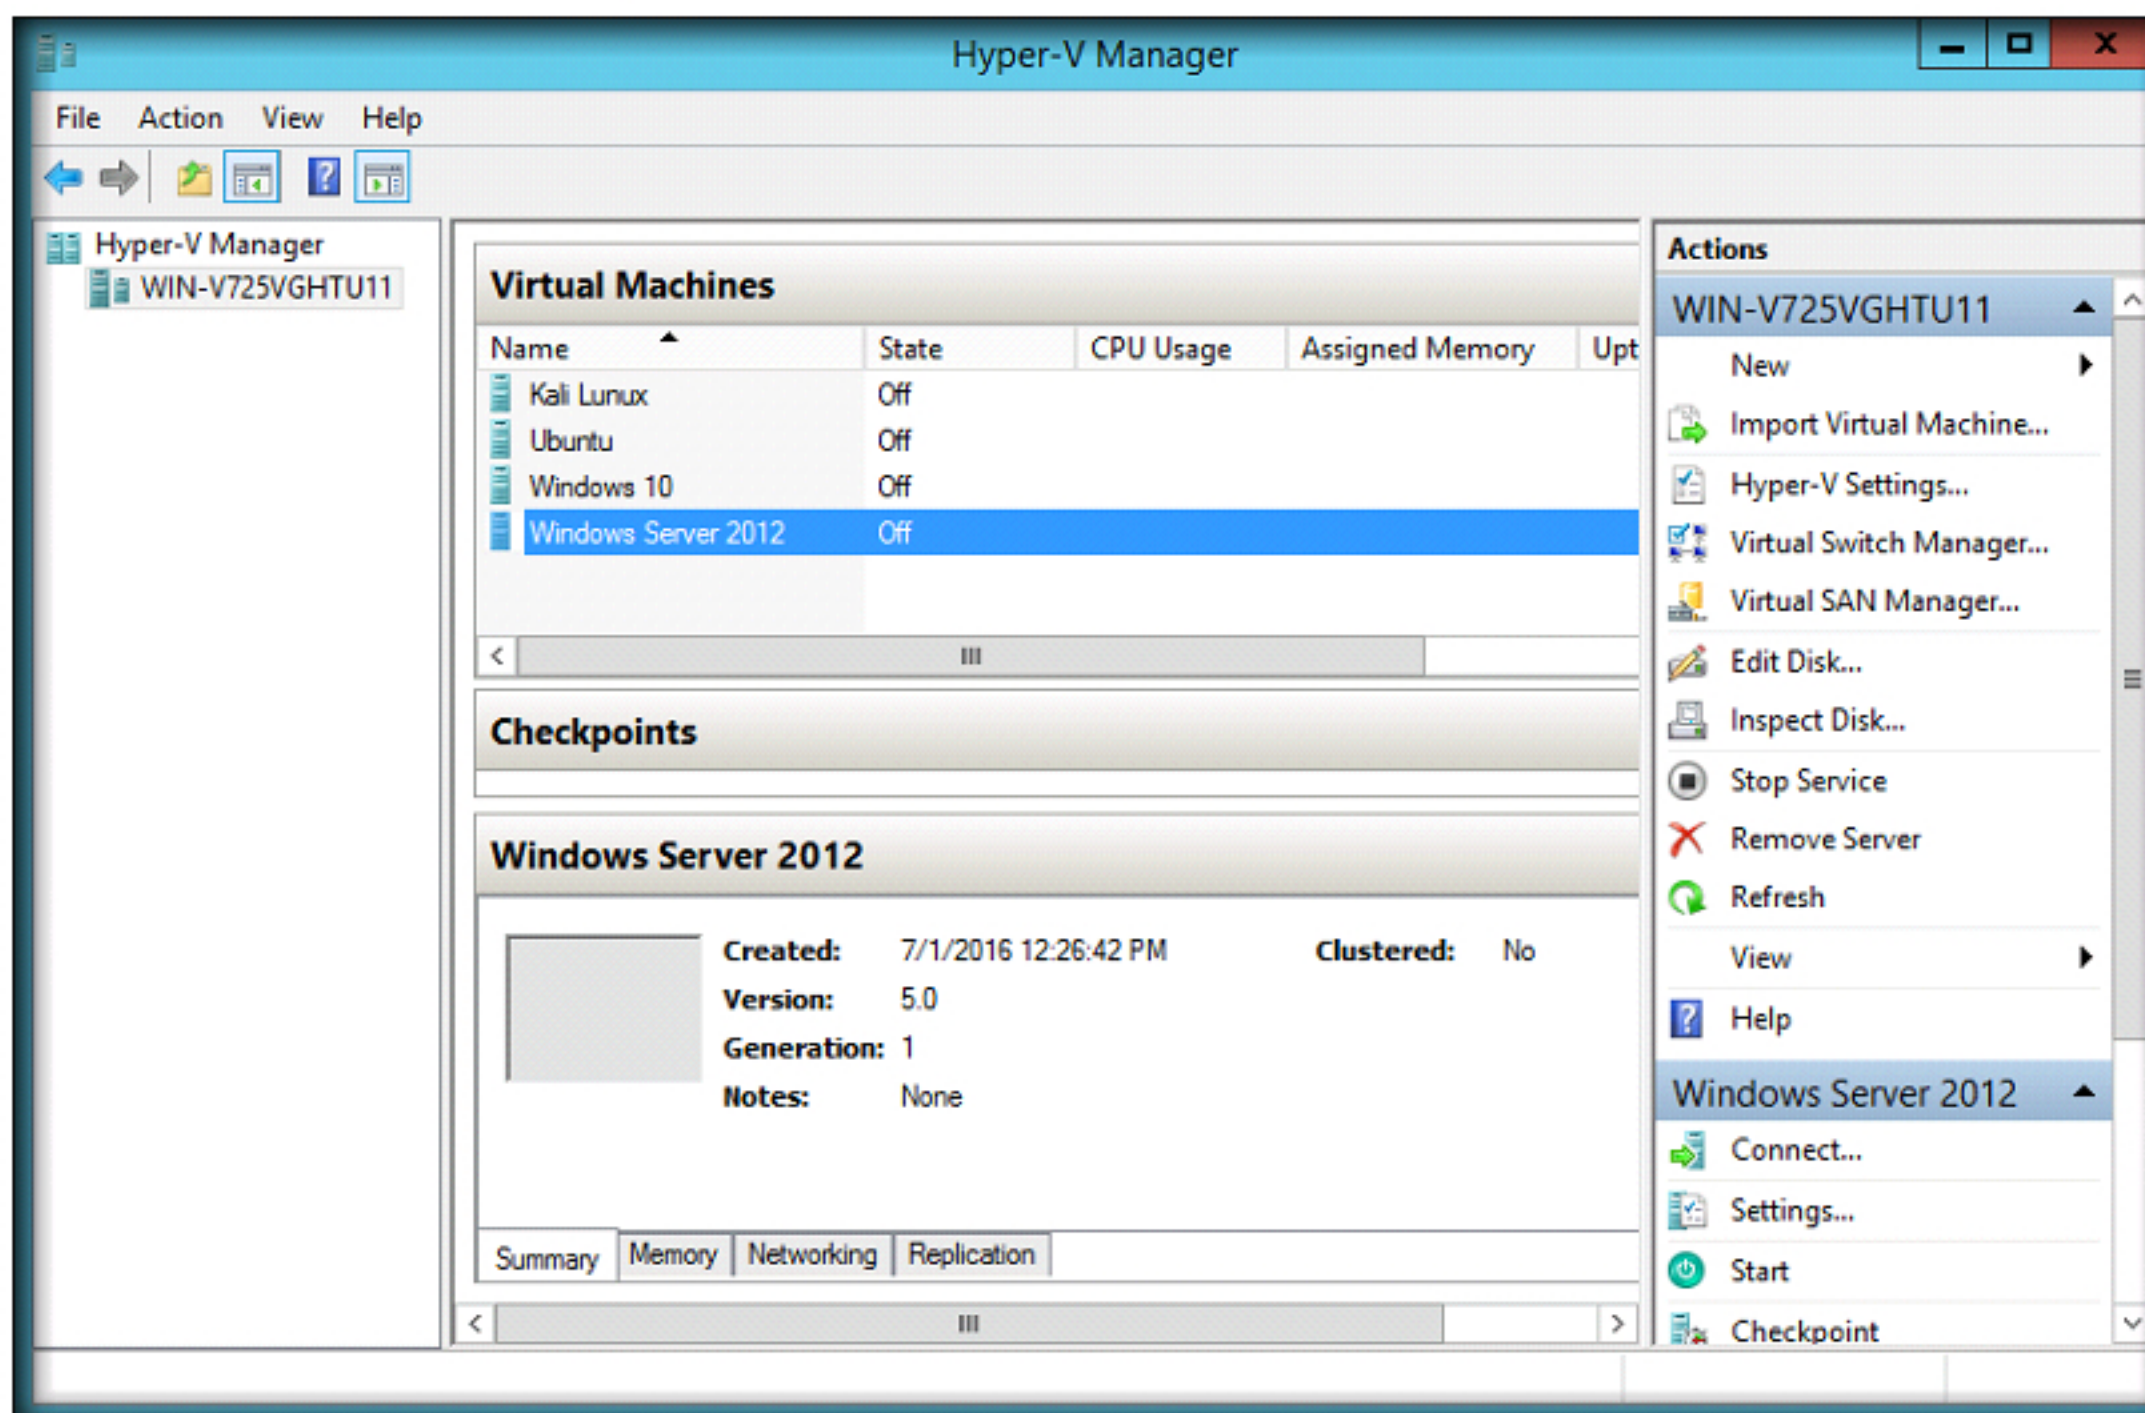 Hyper-V Manager
File Action View Help
Hyper-V Manager
WIN-V725VGHTU11
Virtual Machines
Name State CPU Usage Assigned Memory Upt
Kali Lunux Off
Ubuntu Off
Windows 10 Off
Windows Server 2012 Off
Checkpoints
Windows Server 2012
Created: 7/1/2016 12:26:42 PM Clustered: No
Version: 5.0
Generation: 1
Notes: None
Summary Memory Networking Replication
Actions
WIN-V725VGHTU11
New
Import Virtual Machine...
Hyper-V Settings...
Virtual Switch Manager...
Virtual SAN Manager...
Edit Disk...
Inspect Disk...
Stop Service
Remove Server
Refresh
View
Help
Windows Server 2012
Connect...
Settings...
Start
Checkpoint